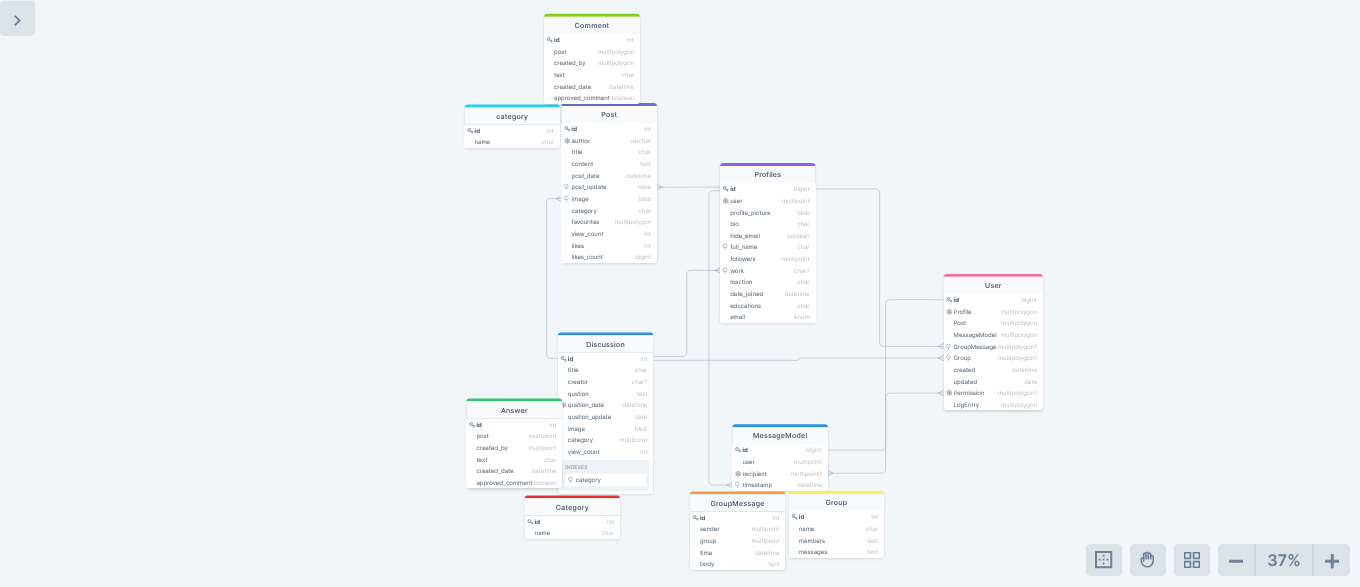 Comment
id int
post multipolygon
created_by multipolygon
text char
created_date datetime
approved_comment boolean
category
id int
name char
Post
id int
author varchar
title char
content text
post_date datetime
post_update date
image blob
category char
favourites multipolygon
view_count int
likes int
likes_count bigint
Profiles
id bigint
user multipoint
profile_picture blob
bio char
hide_email boolean
full_name char
followers multipoint
work char?
loaction char
date_joined datetime
educations char
email enum
User
id bigint
Profile multipolygon
Post multipolygon
MessageModel multipolygon
GroupMessage multipolygon?
Group multipolygon?
created datetime
updated date
Permission multipolygon?
LogEntry multipolygon
Discussion
id int
title char
creator char?
qustion text
qustion_date datetime
qustion_update date
image blob
category multipoint
view_count int
INDEXES
category
Answer
id int
post multipoint
created_by multipoint
text char
created_date datetime
approved_comment boolean
Category
id int
name char
MessageModel
id bigint
user multipoint
recipient multipoint?
timestamp datetime
GroupMessage
id int
sender multipoint
group multipoint
time datetime
body text
Group
id int
name char
members text
messages text
37%